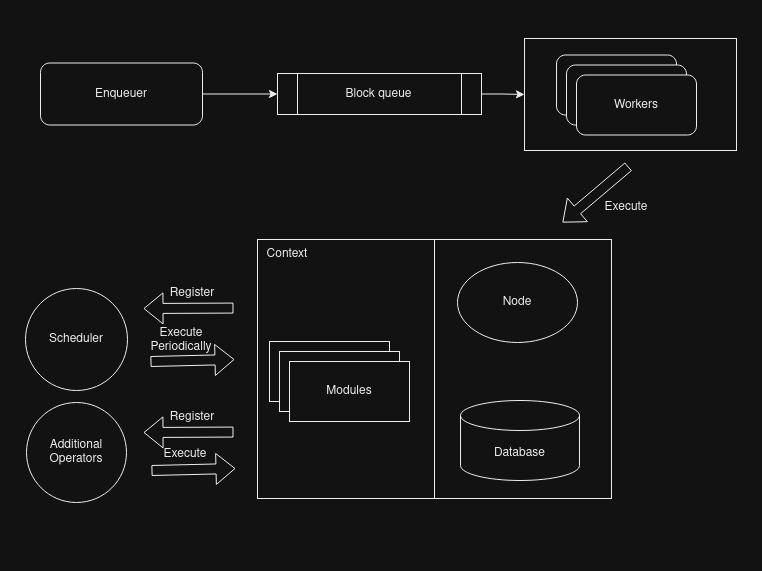 Enqueuer
Block queue
Workers
Execute
Context
Node
Register
Scheduler
Execute
Periodically
Modules
Register
Additional
Operators
Execute
Database